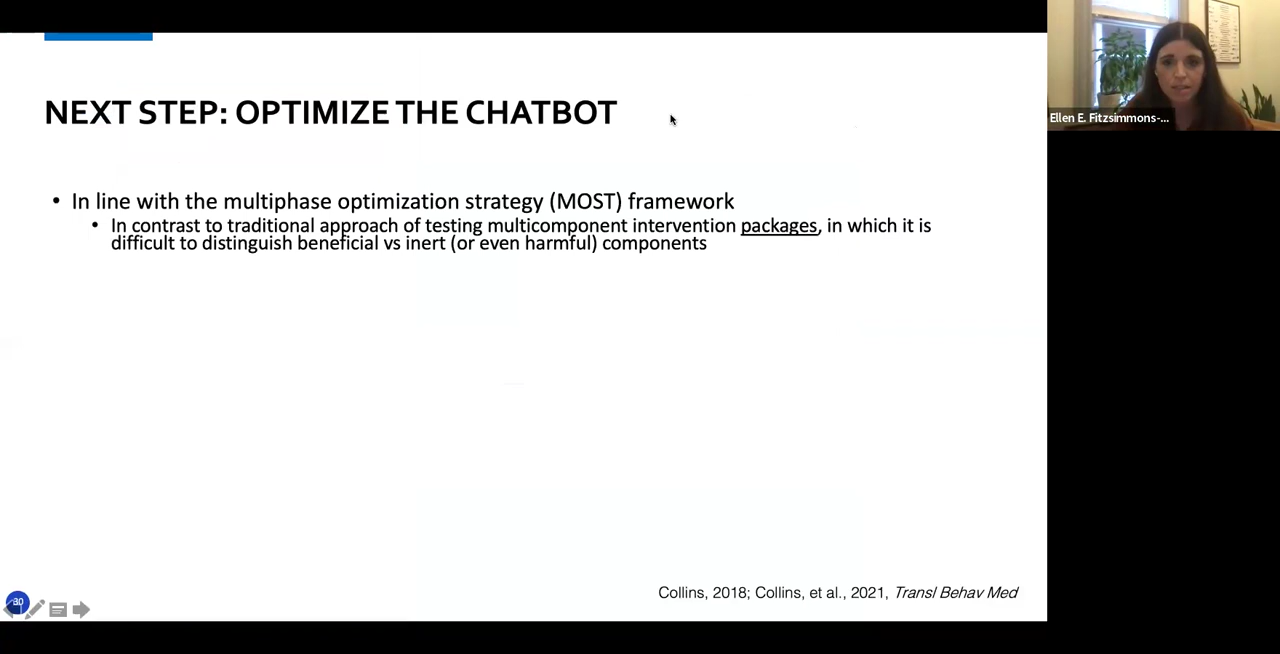 NEXT STEP: OPTIMIZE THE CHATBOT
Ellen E. Fitzsimmons-...
• In line with the multiphase optimization strategy (MOST) framework
• In contrast to traditional approach of testing multicomponent intervention packages, in which it is
difficult to distinguish beneficial vs inert (or even harmful) components
Collins, 2018; Collins, et al., 2021, Transl Behav Med
30